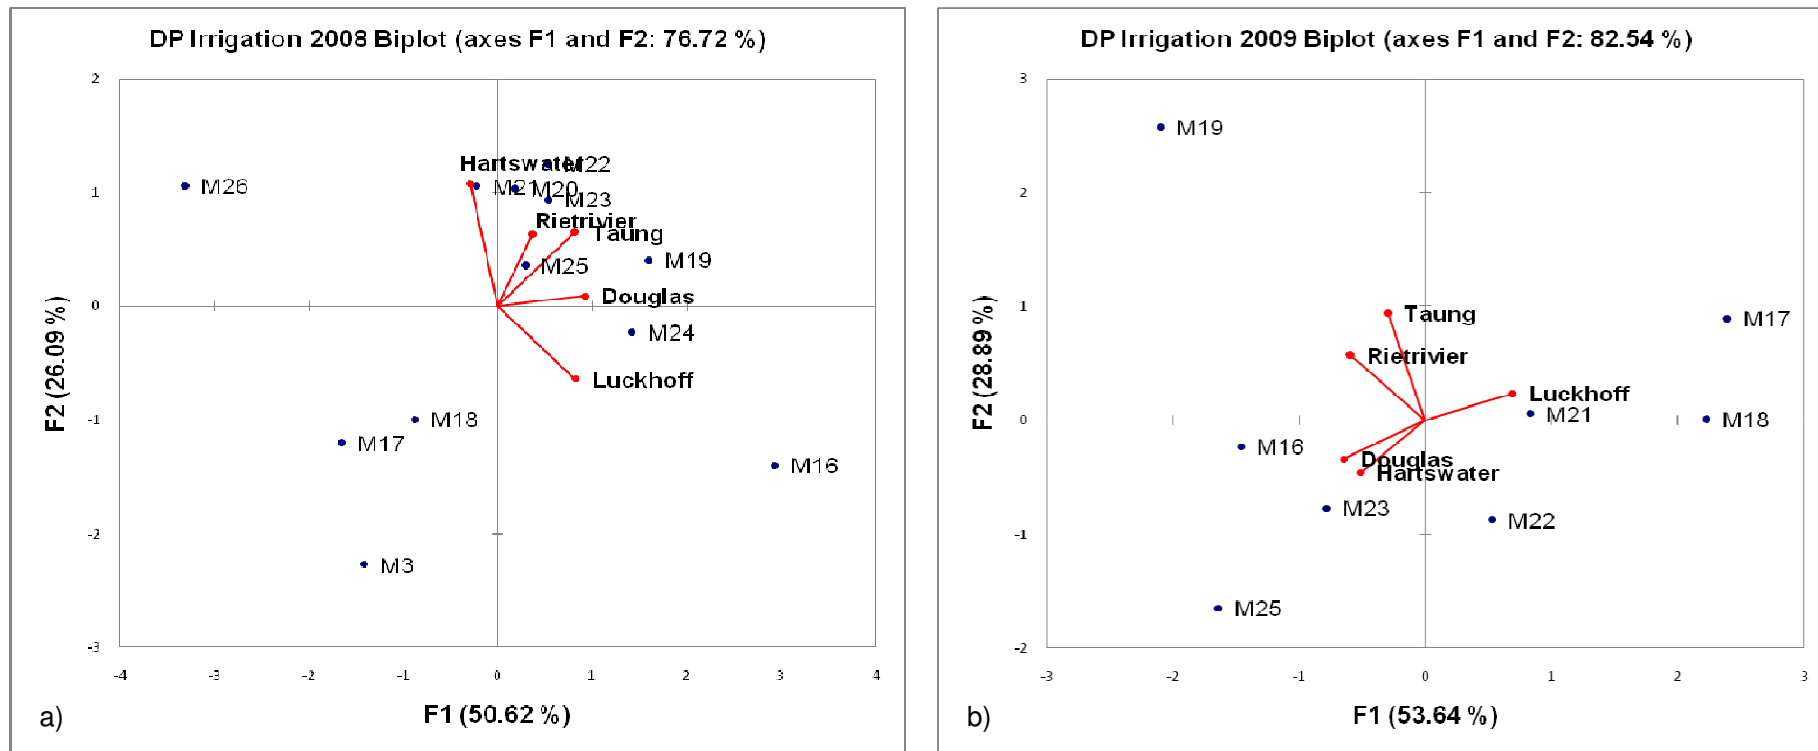 DP Irrigation 2008 Biplot (axes F1 and F2: 76.72 %)
2
1
0
-1
-2
-3
F2 (26.09 %)
Hartswater
M22
M26
M21
M20
M23
Rietrivier
Taung
M19
M25
Douglas
M24
Luckhoff
M18
M17
M16
M3
-4
-3
-2
-1
0
1
2
3
4
F1 (50.62 %)
a)
DP Irrigation 2009 Biplot (axes F1 and F2: 82.54 %)
3
2
1
0
-1
-2
F2 (28.89 %)
M19
Taung
M17
Rietrivier
Luckhoff
M21
M18
M16
Douglas
Hartswater
M23
M22
M25
-3
-2
-1
0
1
2
3
F1 (53.64 %)
b)